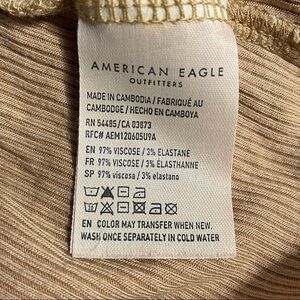 AMERICAN EAGLE
OUTFITTERS
MADE IN CAMBODIA / FABRIQUÉ AU
CAMBODGE / HECHO EN CAMBOYA
RN 54485/CA 03873
RFC# AEM12060SU9A
EN 97% VISCOSE / 3% ELASTANE
FR 97% VISCOSE / 3% ÉLASTHANNE
SP 97% viscosa / 3% elastano
EN COLOR MAY TRANSFER WHEN NEW.
WASH ONCE SEPARATELY IN COLD WATER